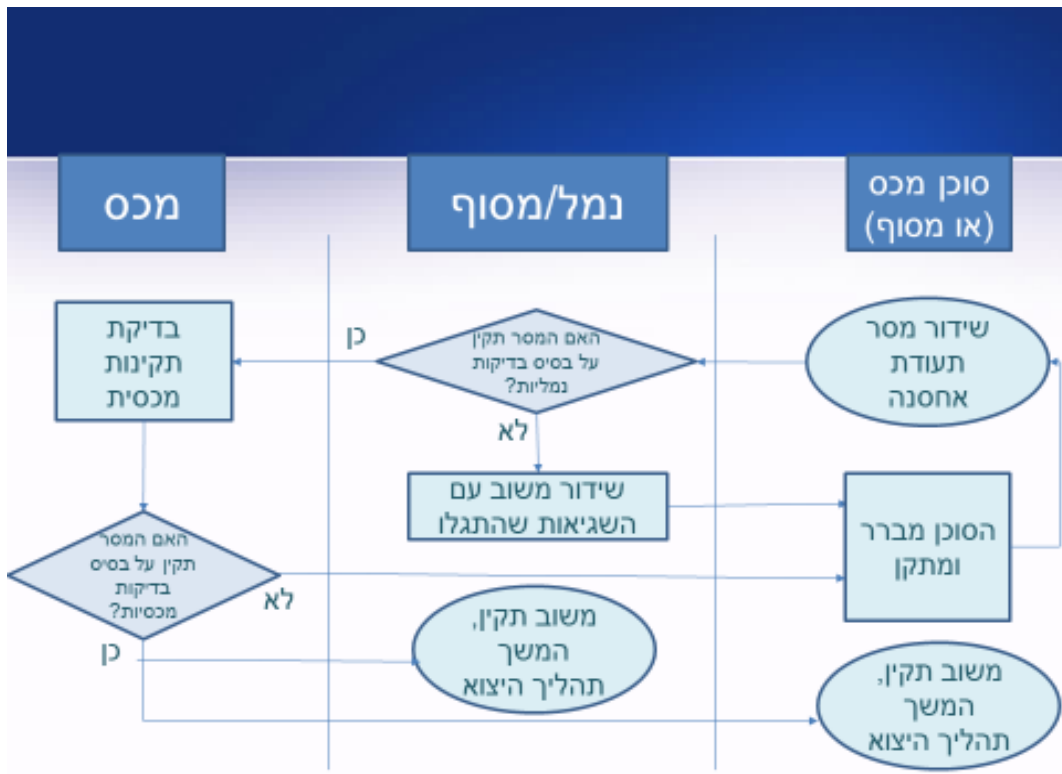 סוכן מכס
(או מסוף)
נמל/מסוף
מכס
שידור מסר
תעודת
אחסנה
האם המסר תקין
על בסיס בדיקות
נמליות?
כן
בדיקת
תקינות
מכסית
לא
שידור משוב עם
השגיאות שהתגלו
הסוכן מברר
ומתקן
האם המסר
תקין על בסיס
בדיקות
מכסיות?
לא
כן
משוב תקין,
המשך
תהליך היצוא
משוב תקין,
המשך
תהליך היצוא